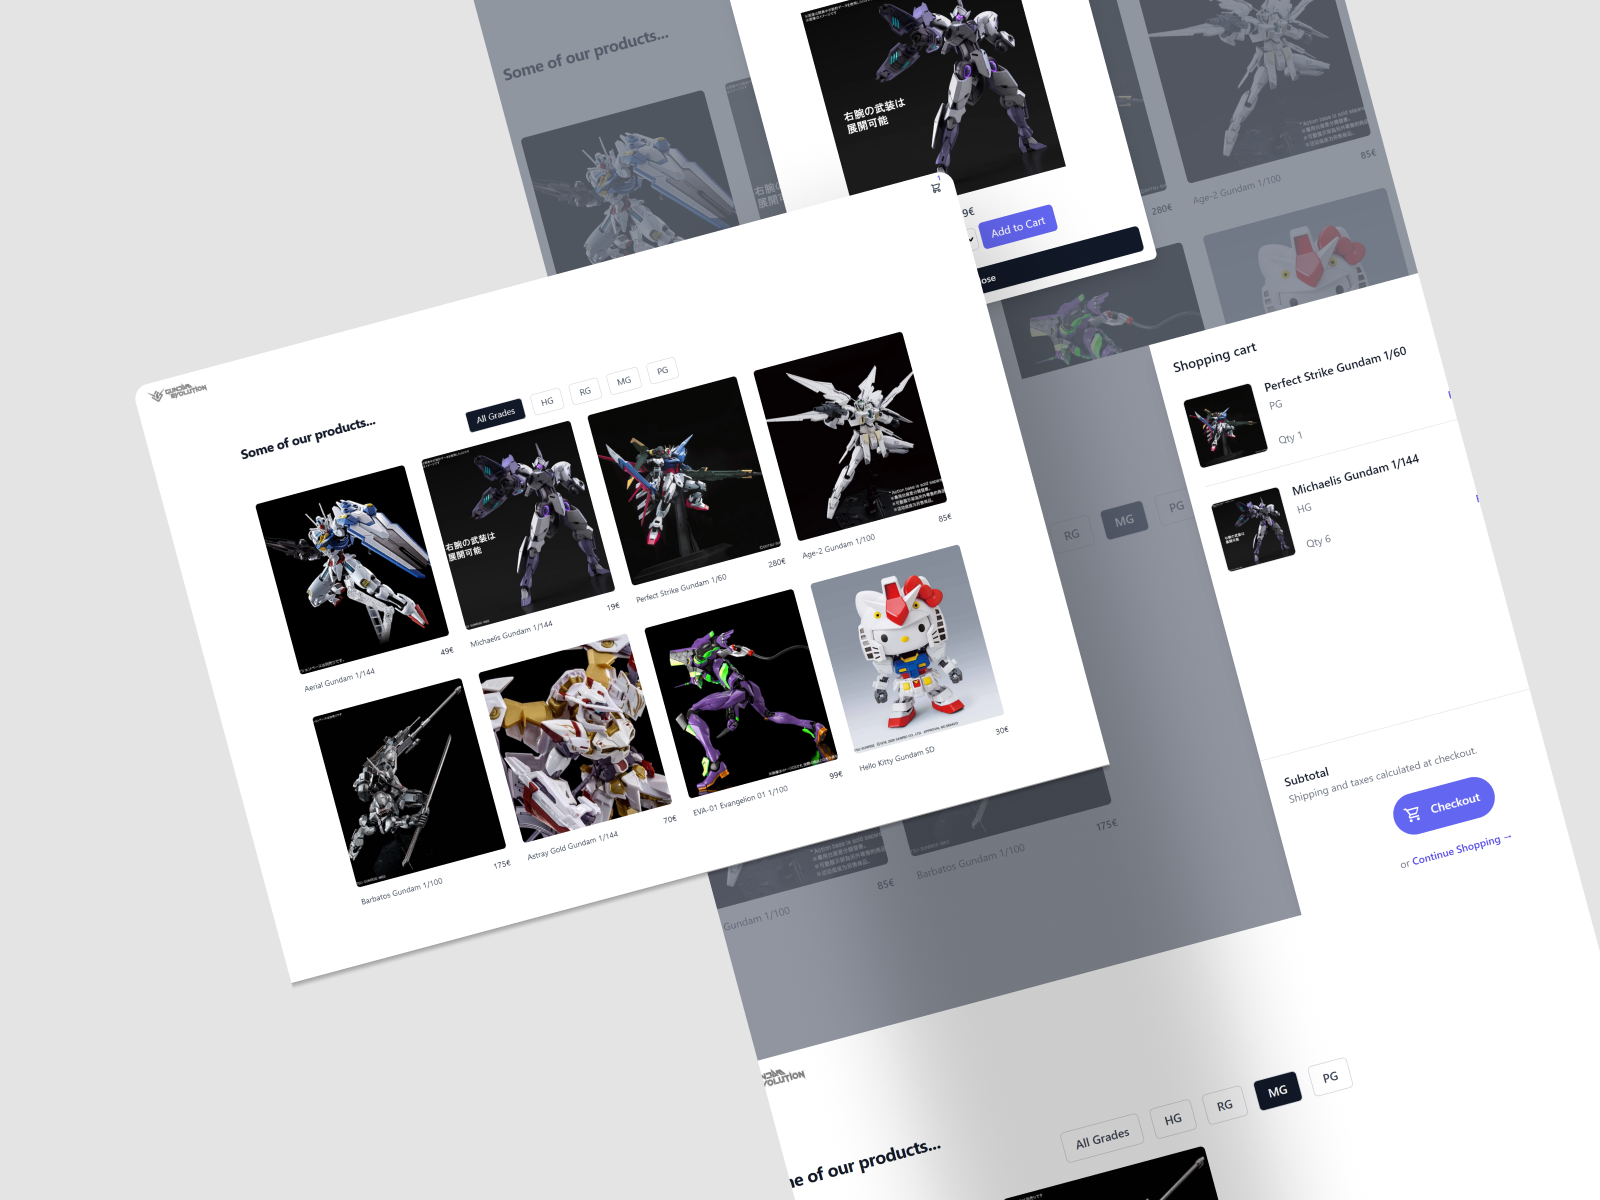 Some of our products...
右腕の武装は
展開可能
9€
Add to Cart
ose
280€
85€
Age-2 Gundam 1/100
1
GUNDAM
EVOLUTION
Some of our products...
All Grades
HG
RG
MG
PG
右腕の武装は
展開可能
* Action base is sold separa
Aerial Gundam 1/144
49€
Michaelis Gundam 1/144
19€
Perfect Strike Gundam 1/60
280€
Age-2 Gundam 1/100
85€
Barbatos Gundam 1/100
175€
Astray Gold Gundam 1/144
70€
EVA-01 Evangelion 01 1/100
99€
Hello Kitty Gundam SD
30€
Shopping cart
Perfect Strike Gundam 1/60
PG
Qty 1
Michaelis Gundam 1/144
HG
Qty 6
Subtotal
Shipping and taxes calculated at checkout.
Checkout
or Continue Shopping →
RG
MG
PG
Gundam 1/100
85€
Barbatos Gundam 1/100
175€
me of our products...
All Grades
HG
RG
MG
PG